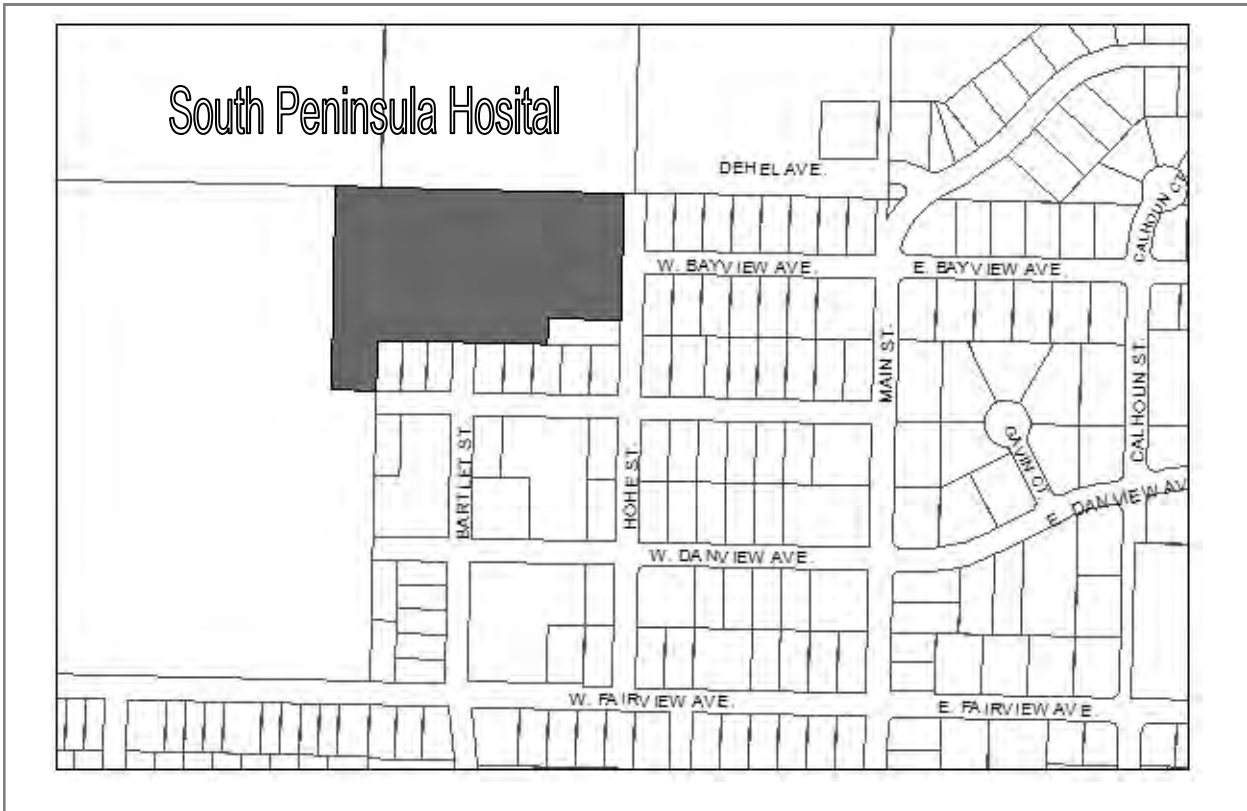 South Peninsula Hosital
DEHEL AVE.
W. BAYVIEW AVE.
E. BAYVIEW AVE.
CALHOUN CT
MAIN ST.
CALHOUN ST.
GAVIN CT.
BARTLET ST.
HOHE ST.
E. DANVIEW AV
W. DANVIEW AVE.
W. FAIRVIEW AVE.
E. FAIRVIEW AVE